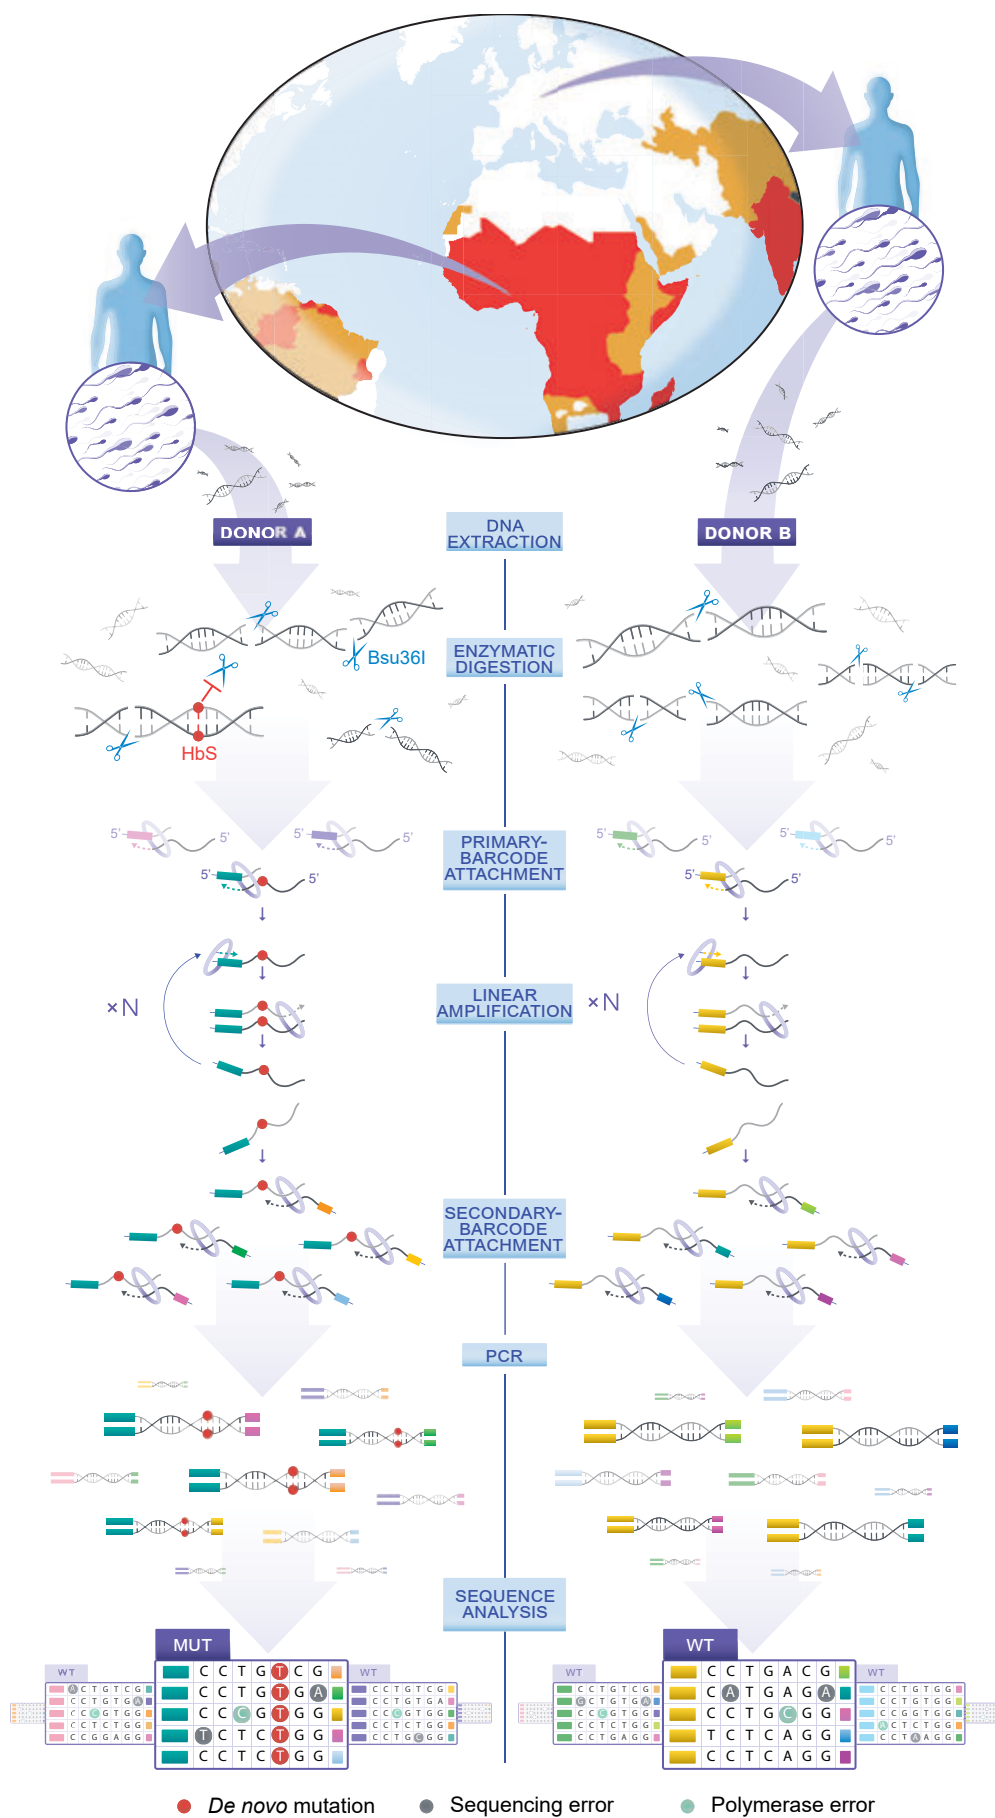 DONOR A
DNA
EXTRACTION
DONOR B
Bsu36I
ENZYMATIC
DIGESTION
HbS
5' 5' 5' 5'
PRIMARY-
BARCODE
ATTACHMENT
5' 5' 5' 5'
5' 5'
5' 5'
×N
LINEAR
AMPLIFICATION
×N
SECONDARY-
BARCODE
ATTACHMENT
PCR
SEQUENCE
ANALYSIS
MUT
C C T G T C G
C C T G T G A
C C C G T G G
T C T C T G G
C C T C T G G
WT
A C T G T C G
C C T G T G A
C C C G T G G
C C T C T G G
C C G G A G G
WT
C C T G T C G
C C T G T G A
C C C G T G G
C C T C T G G
C C T G C G G
WT
C C T G A C G
C A T G A G A
C C T G C G G
T C T C A G G
C C T C A G G
WT
C C T G T G G
G C T G T G A
C C C G T G G
C C T C G G G
C C T G A G G
WT
C C T G T G G
C C G T G G
C C T C T G G
A C T C T G G
C C T A A G G
De novo mutation
Sequencing error
Polymerase error